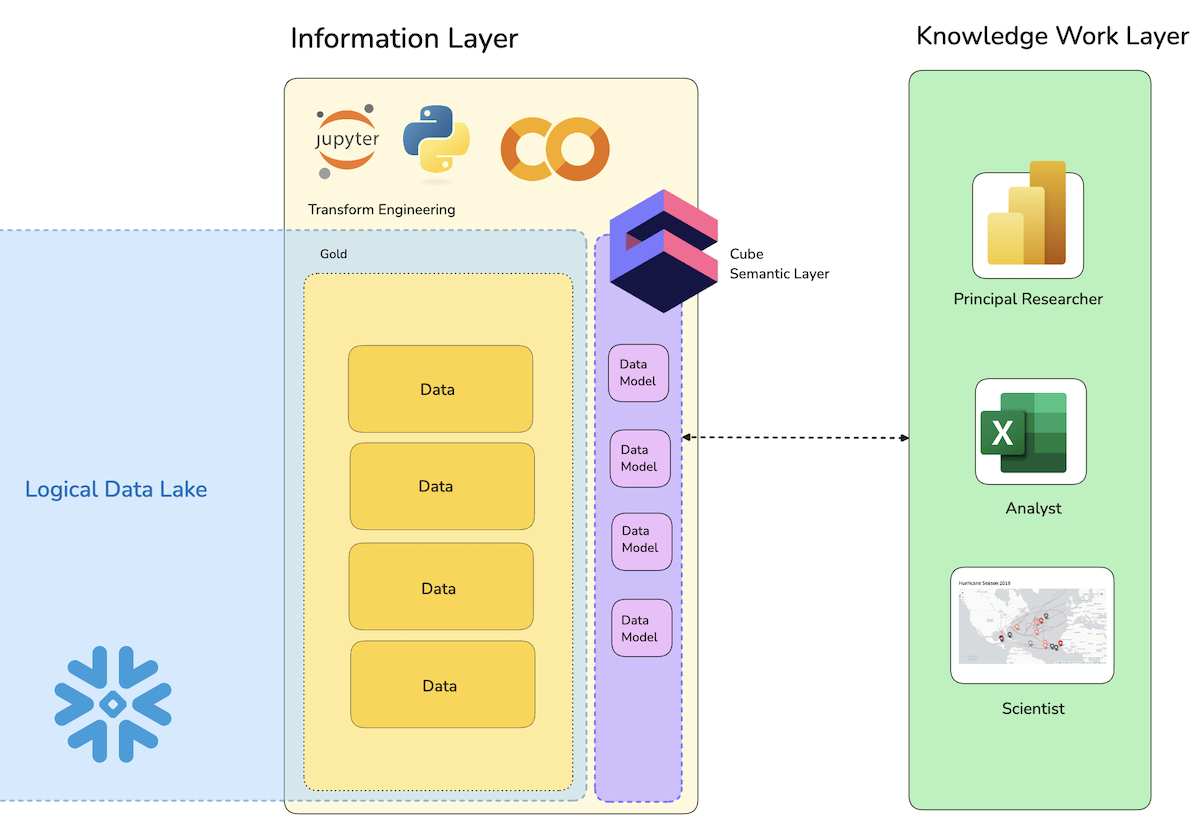 Information Layer
Knowledge Work Layer
jupyter
Transform Engineering
Gold
Cube
Semantic Layer
Principal Researcher
Data
Data
Data
Data
Data
Model
Data
Model
Data
Model
Data
Model
Logical Data Lake
X
Analyst
Hurricane Season 2018
Scientist